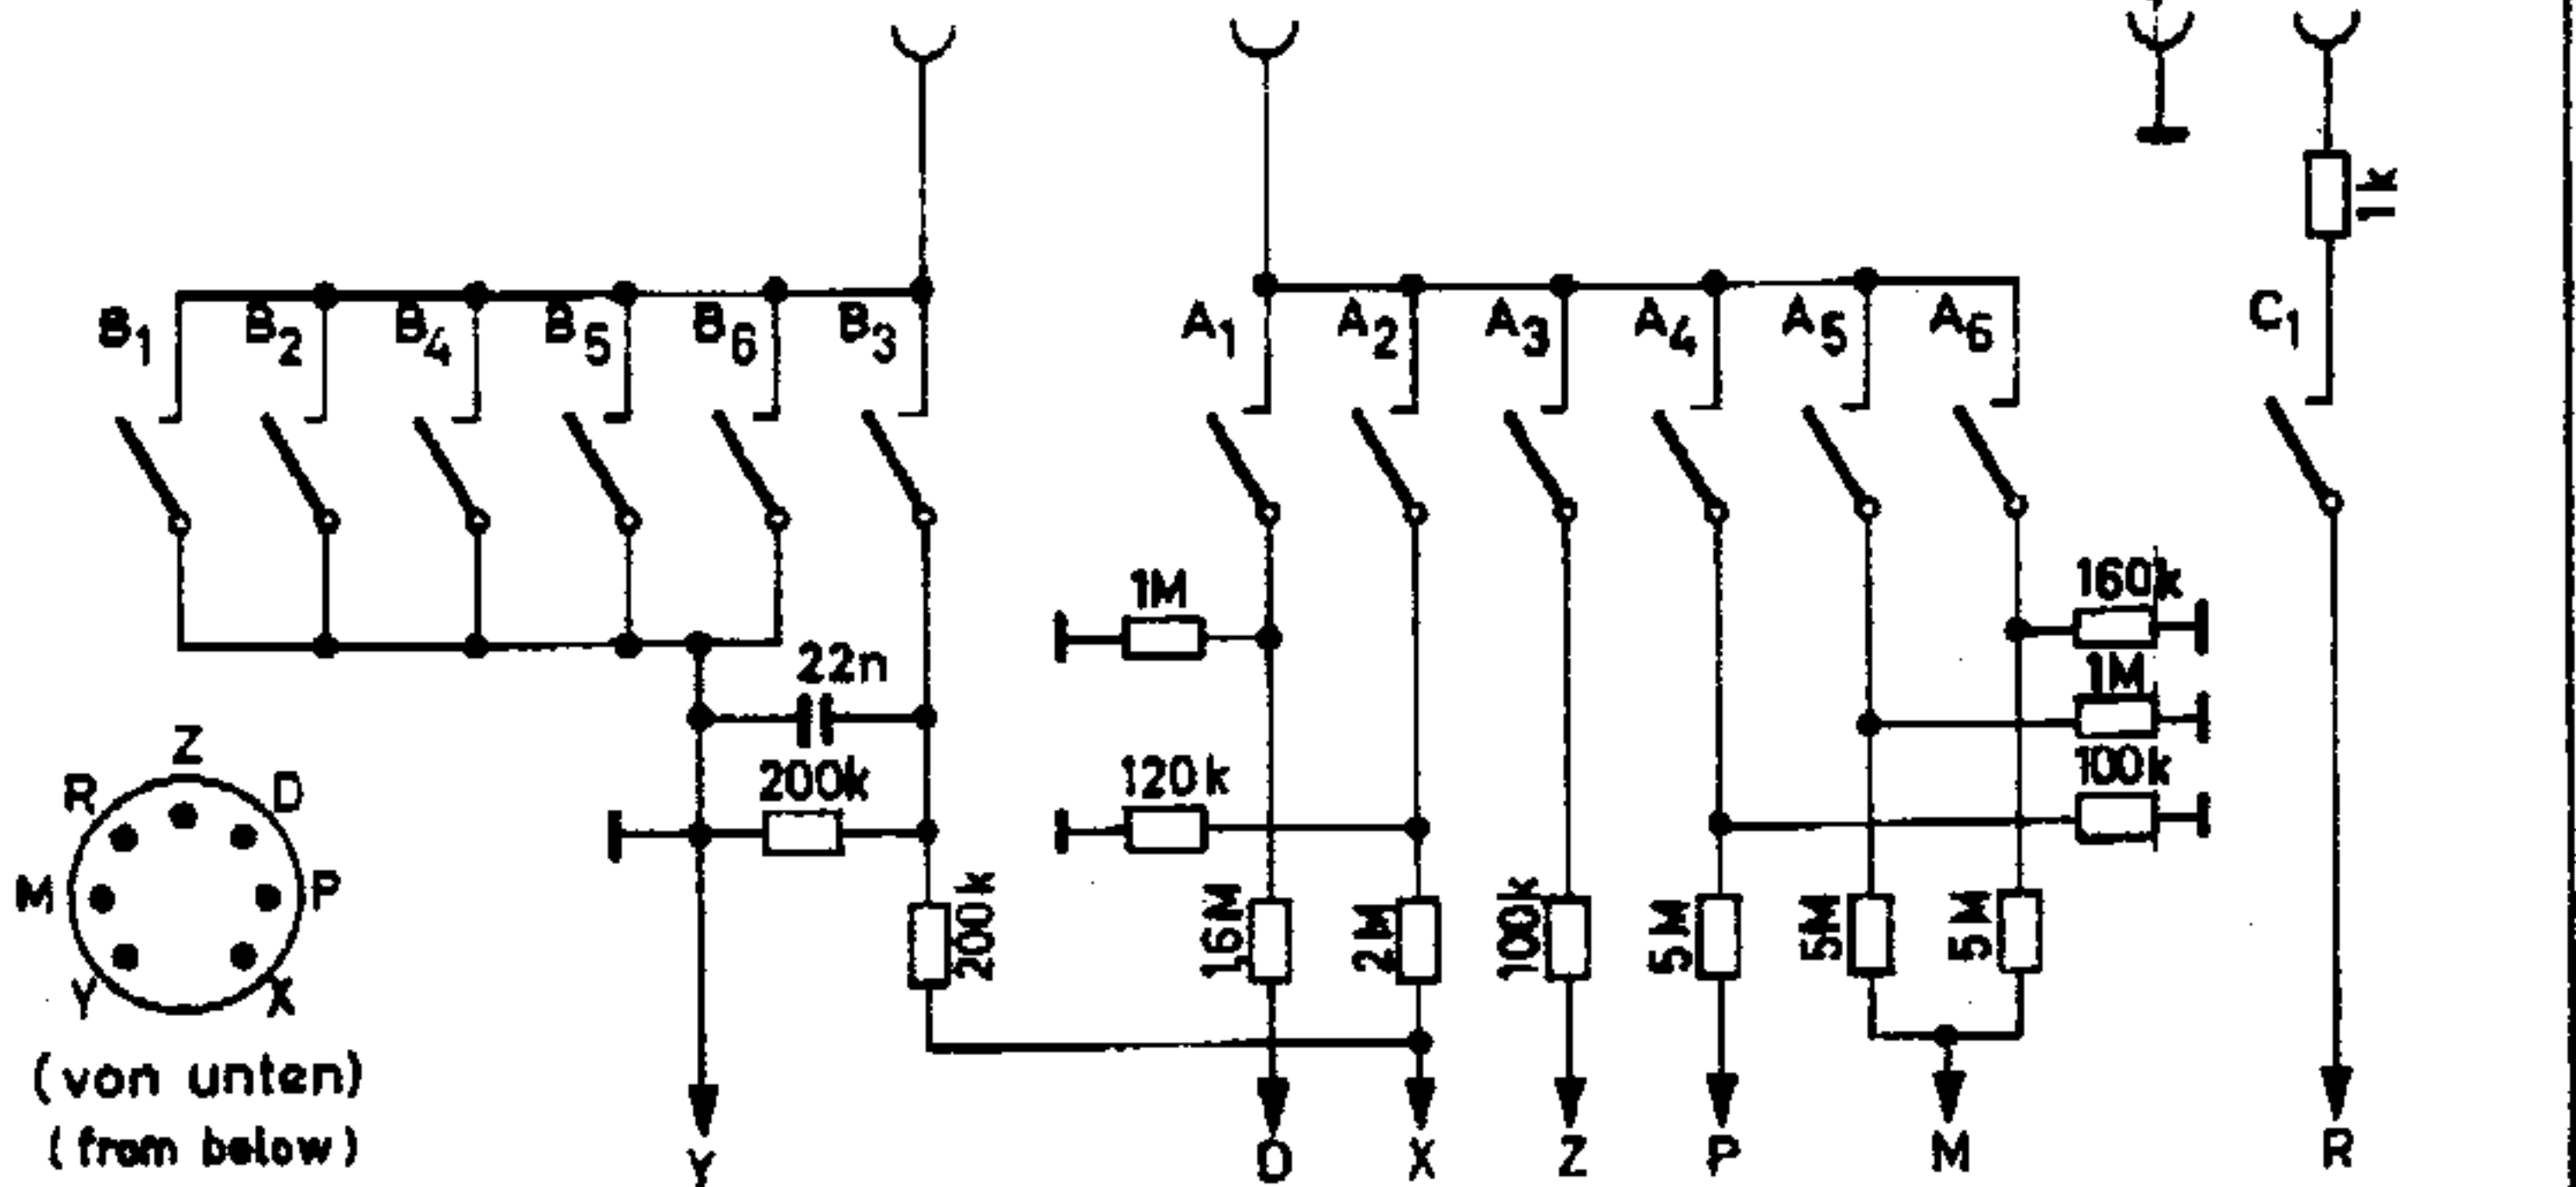 1k
B1 B2 B4 B5 B6 B3 A1 A2 A3 A4 A5 A6 C1
1M 160k
22n 1M
200k 120k 100k
Z
R D
M P
Y X
200k 16M 2M 100k 5M 5M 5M
(von unten)
(from below)
Y D X Z P M R